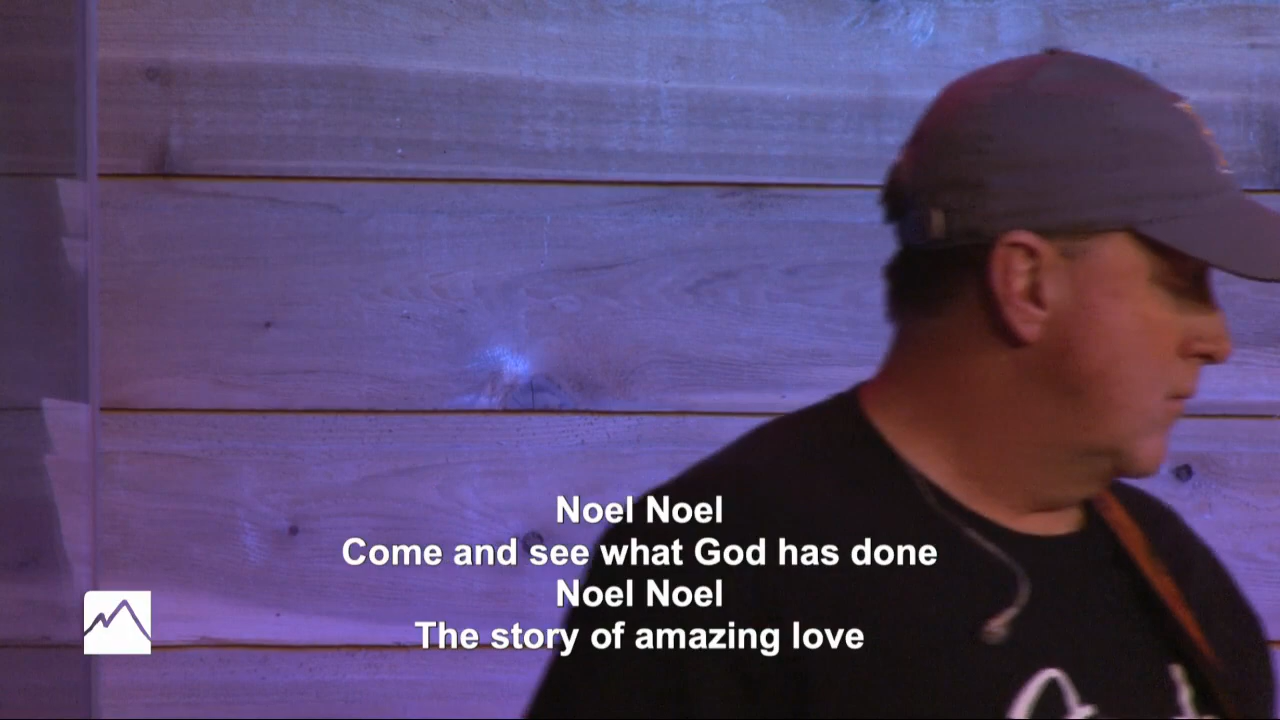 Noel Noel
Come and see what God has done
Noel Noel
The story of amazing love